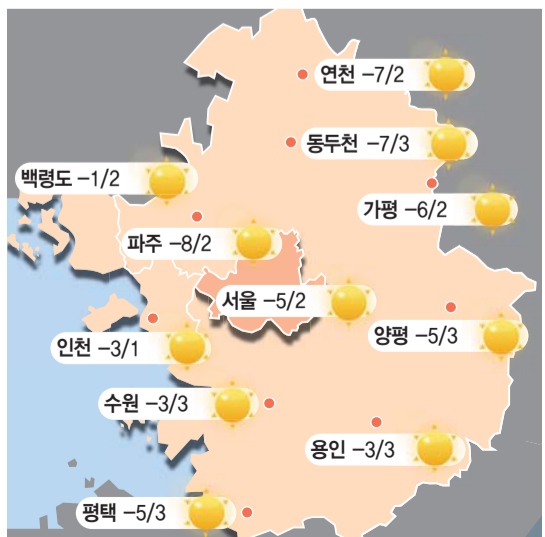 연천 -7/2
동두천 -7/3
백령도 -1/2
가평 -6/2
파주 -8/2
서울 -5/2
양평 -5/3
인천 -3/1
수원 -3/3
용인 -3/3
평택 -5/3